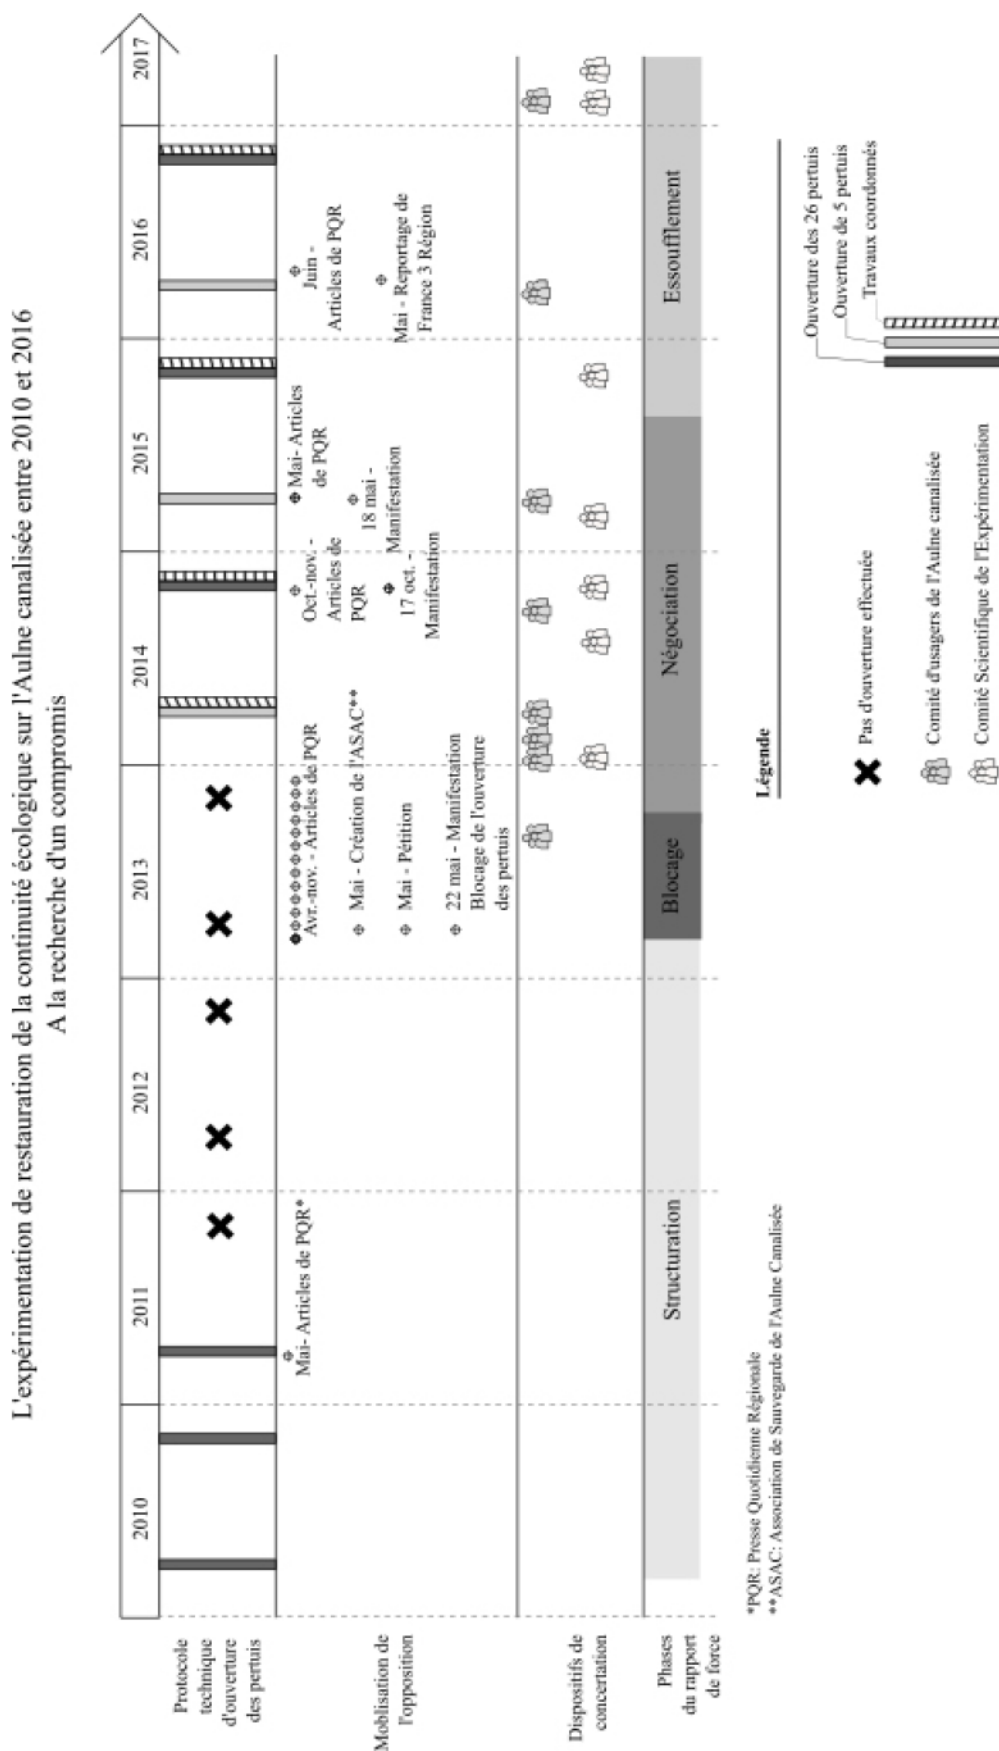 L'expérimentation de restauration de la continuité écologique sur l'Aulne canalisée entre 2010 et 2016
A la recherche d'un compromis
2010
2011
2012
2013
2014
2015
2016
2017
Protocole
technique
d'ouverture
des pertuis
Moblisation de
l'opposition
Mai- Articles de PQR*
Avr.-nov. - Articles de PQR
Mai - Création de l'ASAC**
Mai - Pétition
22 mai - Manifestation
Blocage de l'ouverture
des pertuis
Oct.-nov. -
Articles de
PQR
17 oct. -
Manifestation
Mai- Articles
de PQR
18 mai -
Manifestation
Juin -
Articles de PQR
Mai - Reportage de
France 3 Région
Dispositifs de
concertation
Phases
du rapport
de force
Structuration
Blocage
Négociation
Essoufflement
*PQR: Presse Quotidienne Régionale
**ASAC: Association de Sauvegarde de l'Aulne Canalisée
Légende
Pas d'ouverture effectuée
Comité d'usagers de l'Aulne canalisée
Comité Scientifique de l'Expérimentation
Ouverture des 26 pertuis
Ouverture de 5 pertuis
Travaux coordonnés